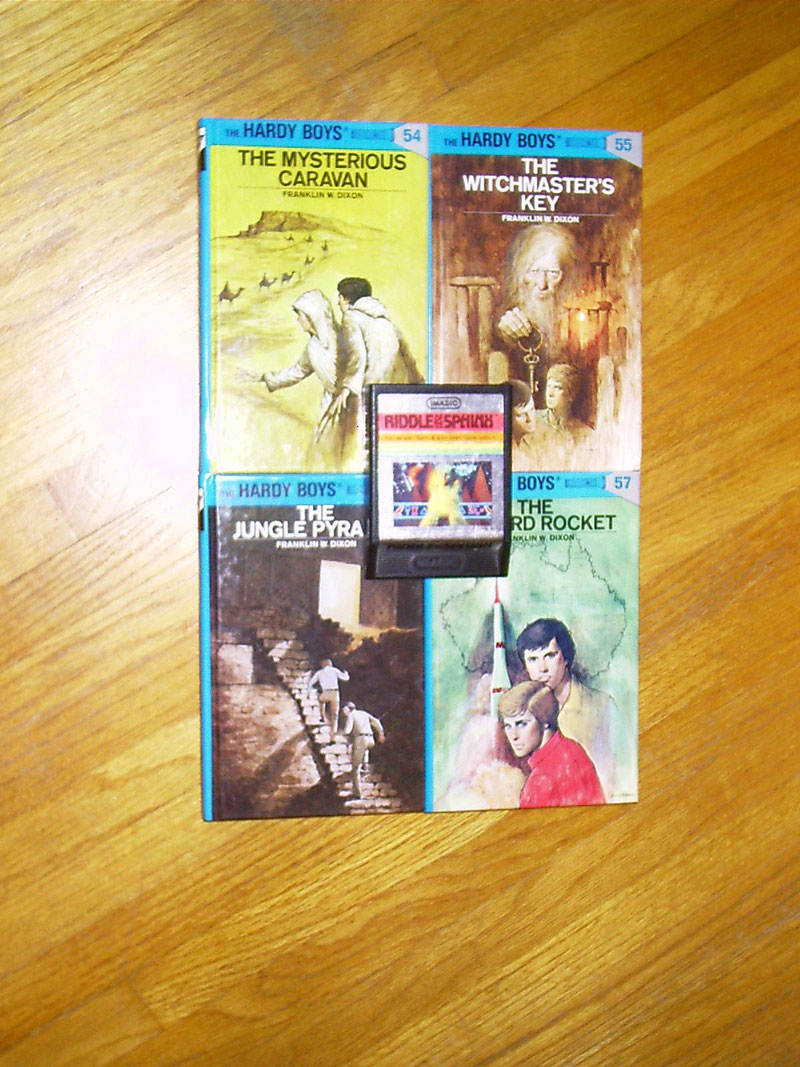 THE HARDY BOYS® 54
THE MYSTERIOUS
CARAVAN
FRANKLIN W. DIXON
THE HARDY BOYS® 55
THE
WITCHMASTER'S
KEY
FRANKLIN W. DIXON
IMAGIC
RIDDLE OF THE SPHINX
THE HARDY BOYS®
THE
JUNGLE PYRA
FRANKLIN W. DIXON
BOYS® 57
THE
RD ROCKET
NKLIN W. DIXON